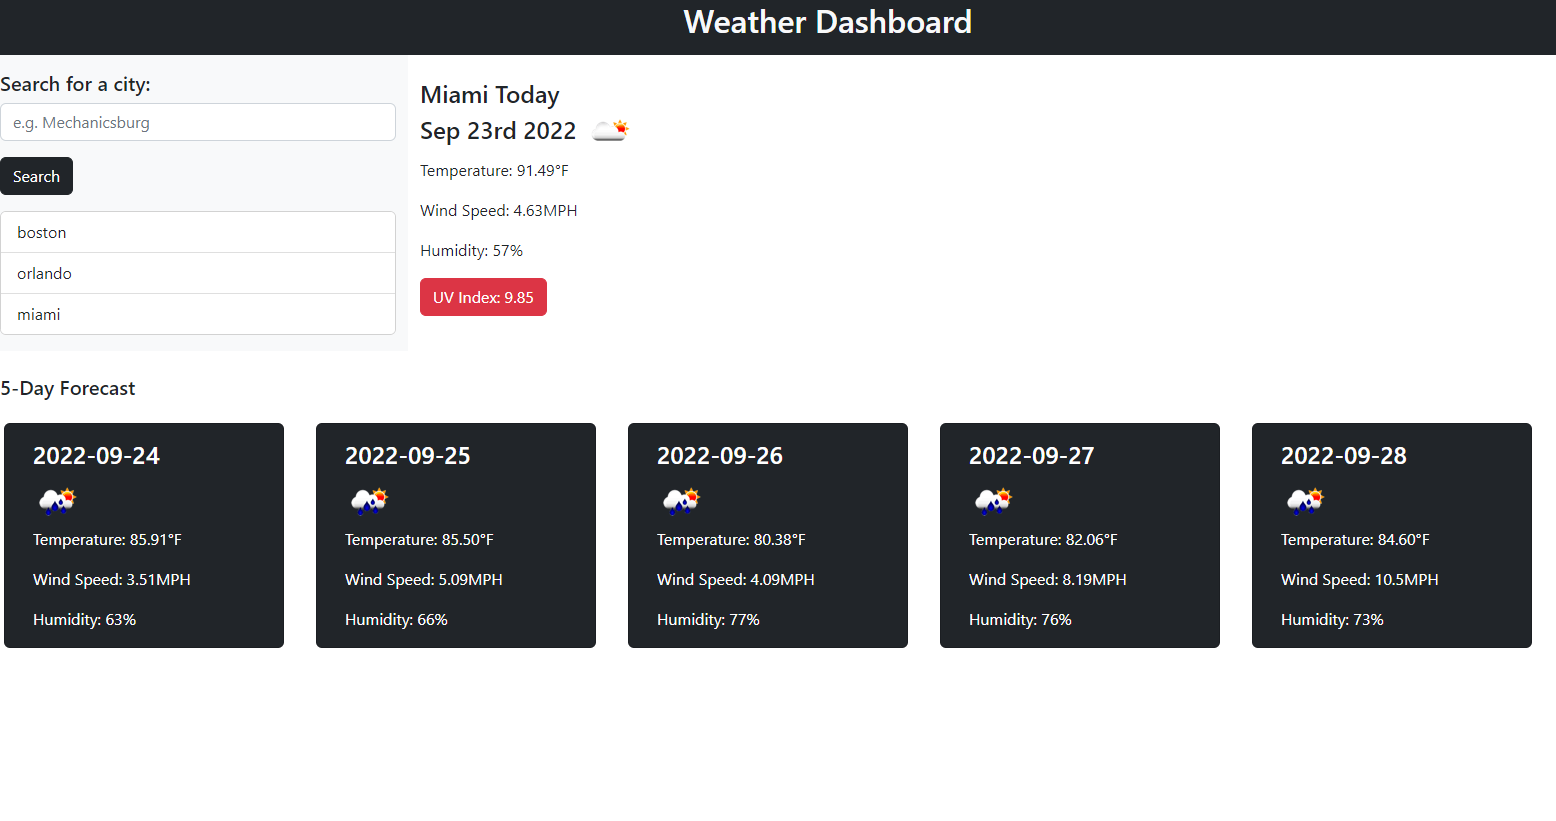 Weather Dashboard
Search for a city:
e.g. Mechanicsburg
Search
boston
orlando
miami
Miami Today
Sep 23rd 2022
Temperature: 91.49°F
Wind Speed: 4.63MPH
Humidity: 57%
UV Index: 9.85
5-Day Forecast
2022-09-24
Temperature: 85.91°F
Wind Speed: 3.51MPH
Humidity: 63%
2022-09-25
Temperature: 85.50°F
Wind Speed: 5.09MPH
Humidity: 66%
2022-09-26
Temperature: 80.38°F
Wind Speed: 4.09MPH
Humidity: 77%
2022-09-27
Temperature: 82.06°F
Wind Speed: 8.19MPH
Humidity: 76%
2022-09-28
Temperature: 84.60°F
Wind Speed: 10.5MPH
Humidity: 73%